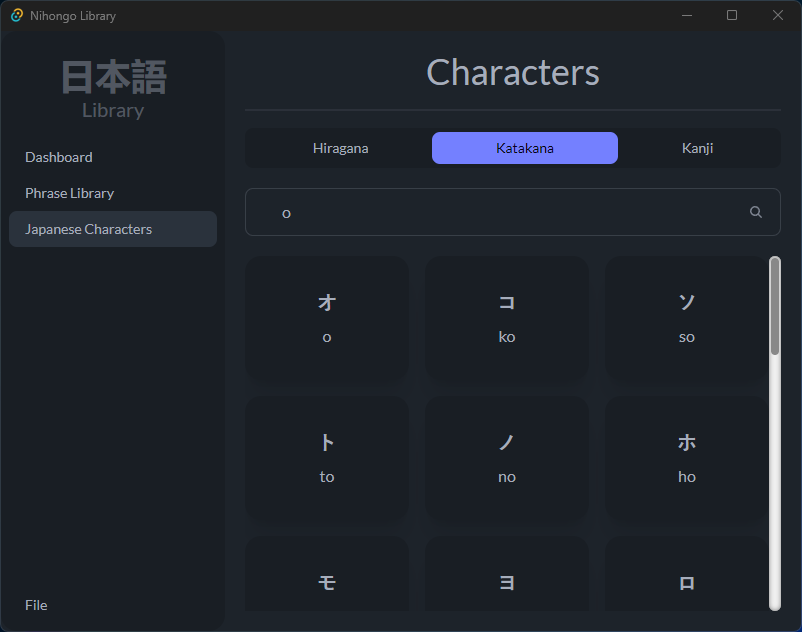 Nihongo Library
日本語
Library
Dashboard
Phrase Library
Japanese Characters
File
Characters
Hiragana Katakana Kanji
o
オ コ ソ
o ko so
ト ノ ホ
to no ho
モ ヨ ロ